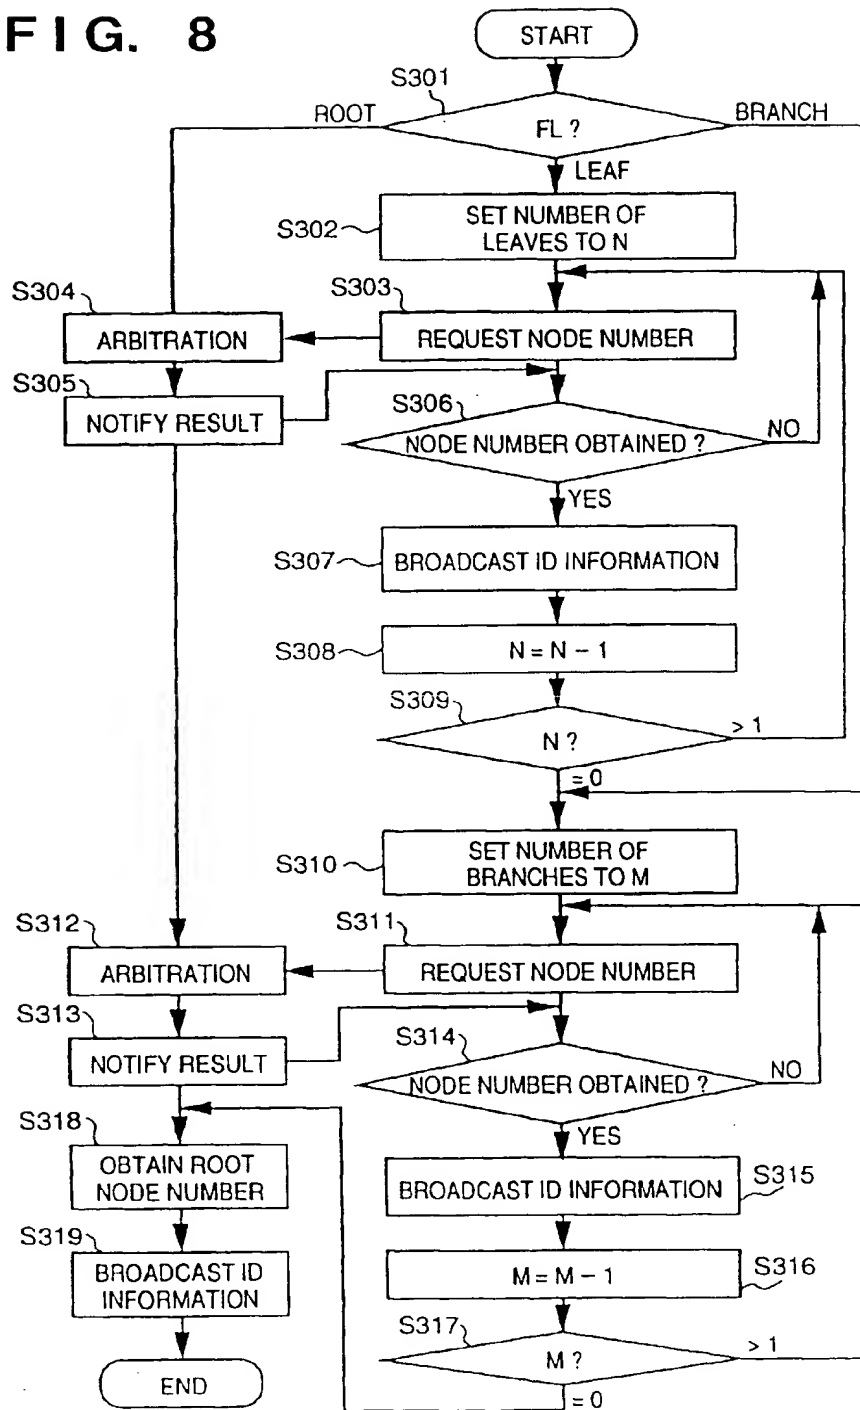 FIG. 8
START
S301
ROOT
FL ?
BRANCH
LEAF
S302
SET NUMBER OF
LEAVES TO N
S304
S303
ARBITRATION
REQUEST NODE NUMBER
S305
NOTIFY RESULT
S306
NODE NUMBER OBTAINED ?
NO
YES
S307
BROADCAST ID INFORMATION
S308
N = N − 1
S309
N ?
> 1
= 0
S310
SET NUMBER OF
BRANCHES TO M
S312
S311
ARBITRATION
REQUEST NODE NUMBER
S313
NOTIFY RESULT
S314
NODE NUMBER OBTAINED ?
NO
YES
S318
OBTAIN ROOT
NODE NUMBER
BROADCAST ID INFORMATION
S315
S319
BROADCAST ID
INFORMATION
M = M − 1
S316
S317
M ?
> 1
= 0
END